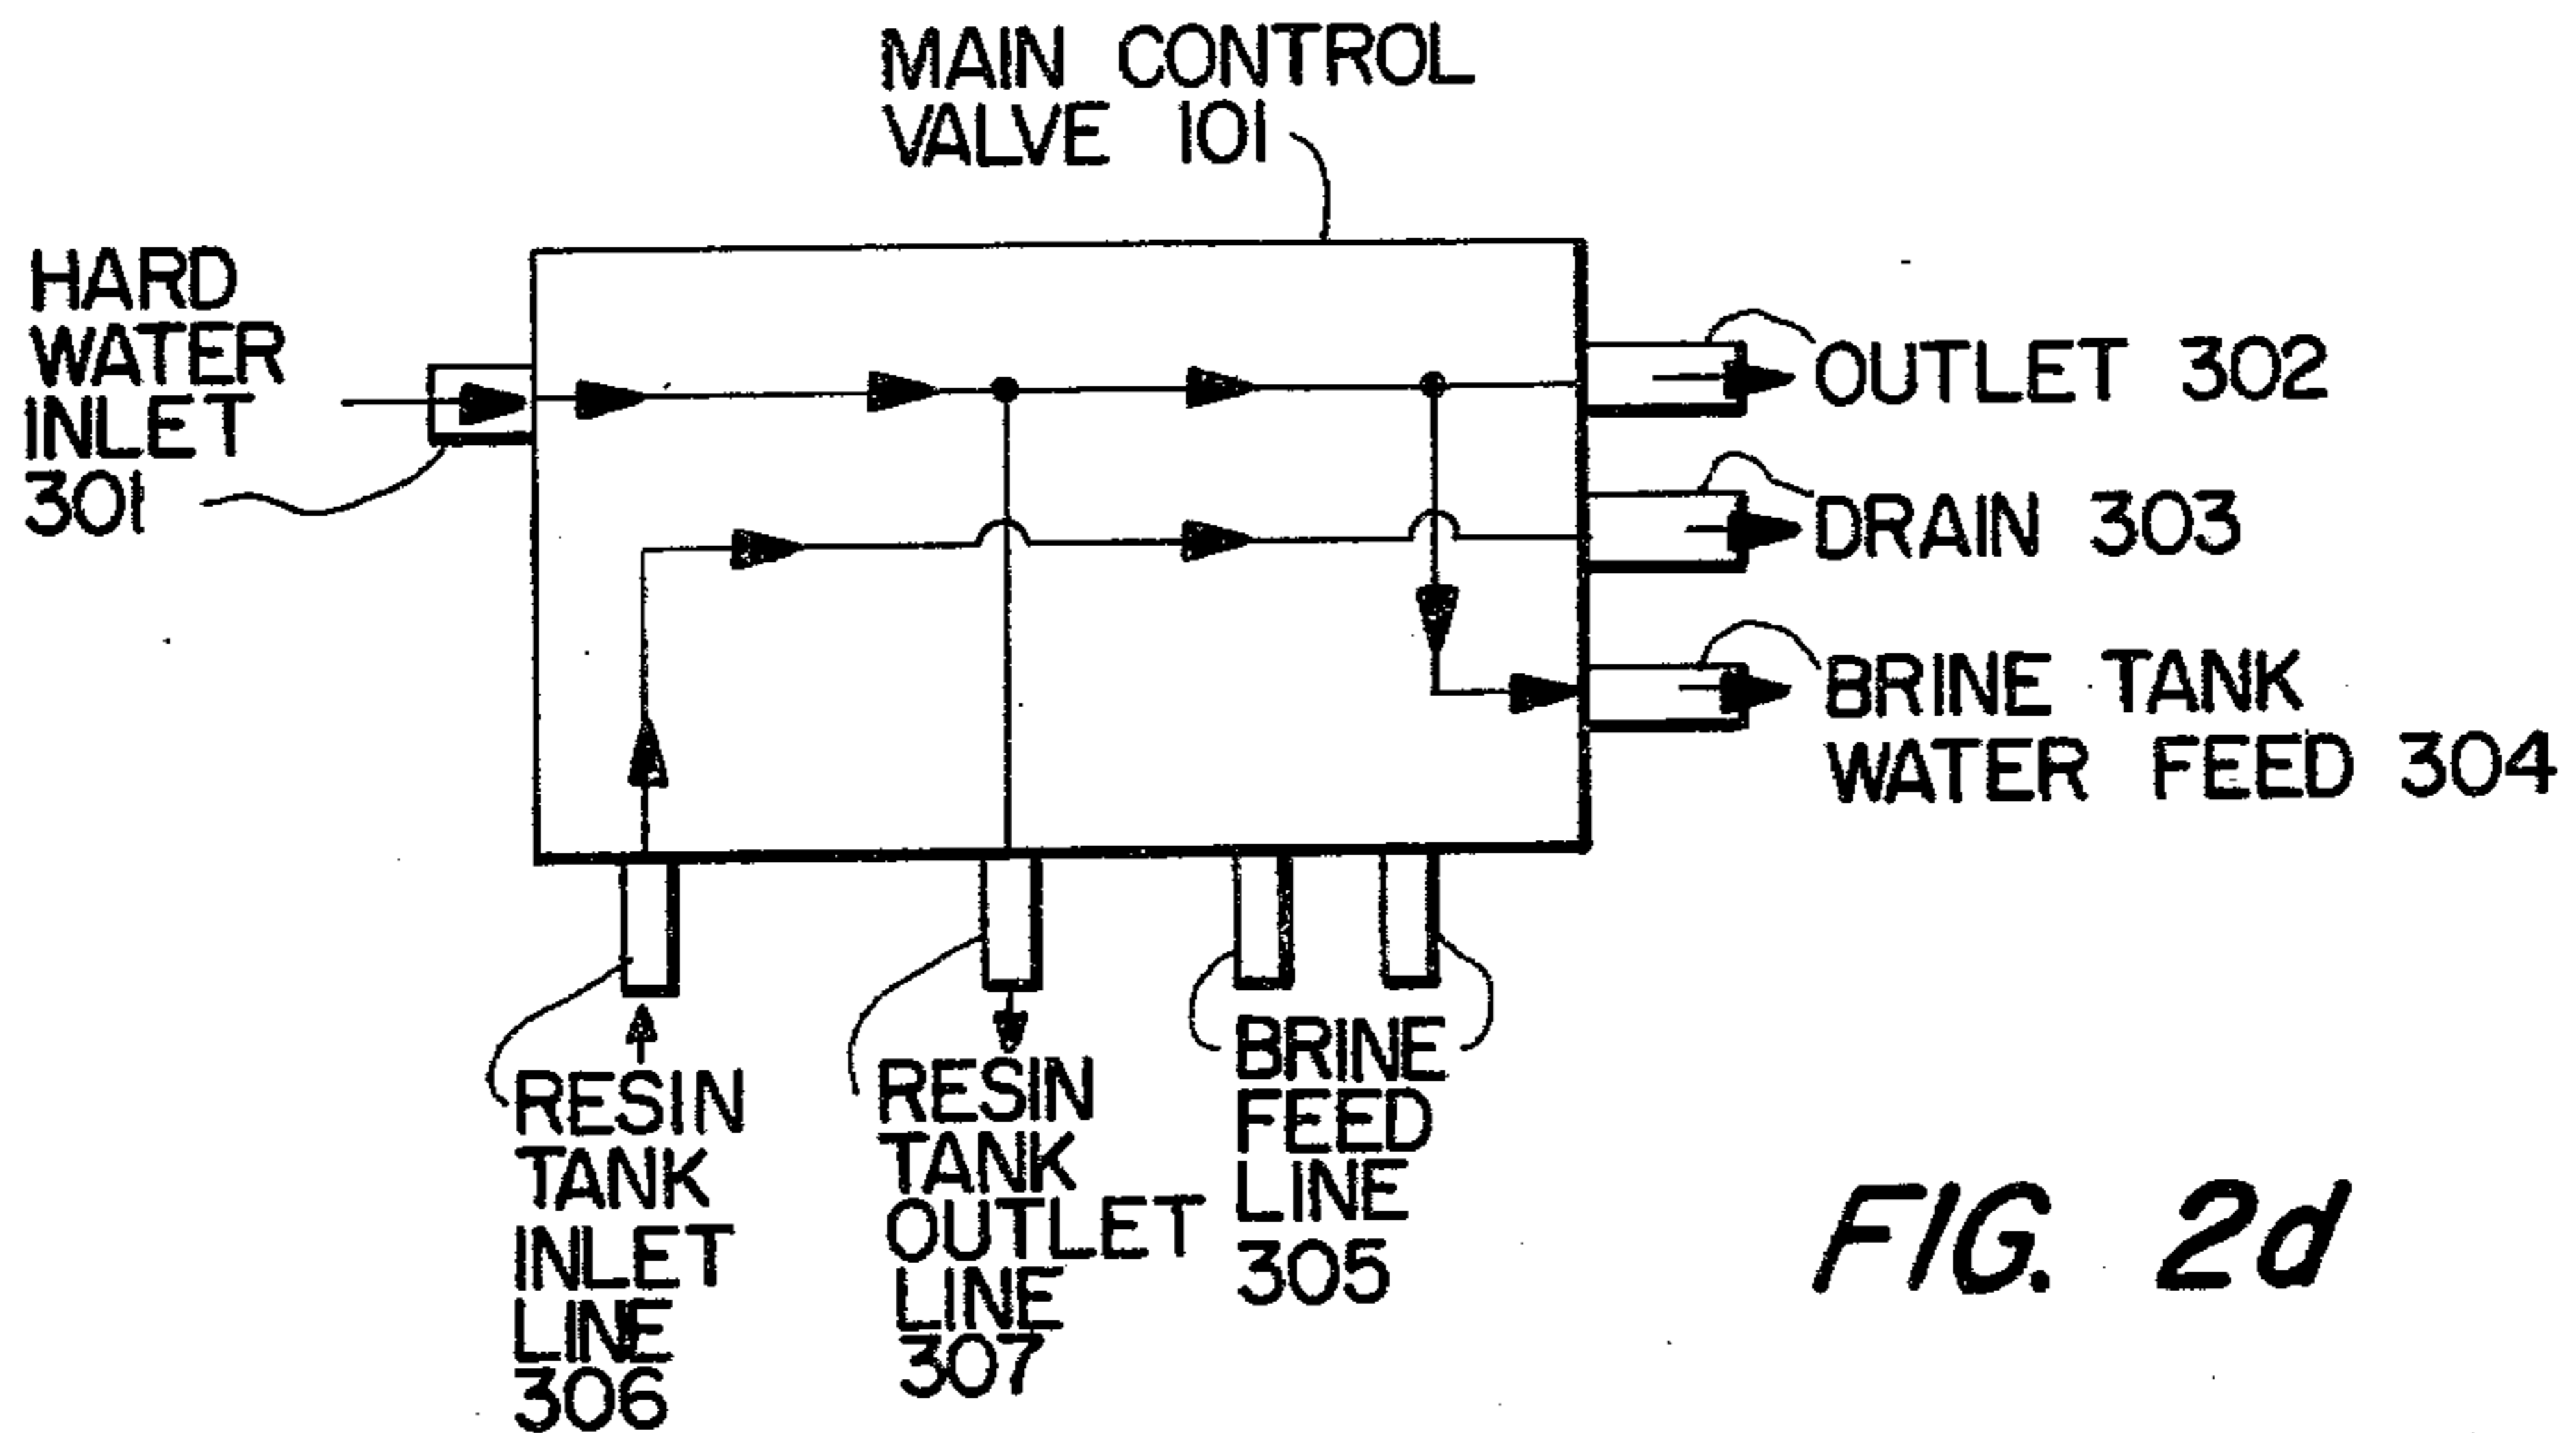 MAIN CONTROL
VALVE 101
HARD
WATER
INLET
301
OUTLET 302
DRAIN 303
BRINE TANK
WATER FEED 304
RESIN
TANK
INLET
LINE
306
RESIN
TANK
OUTLET
LINE
307
BRINE
FEED
LINE
305
FIG. 2d